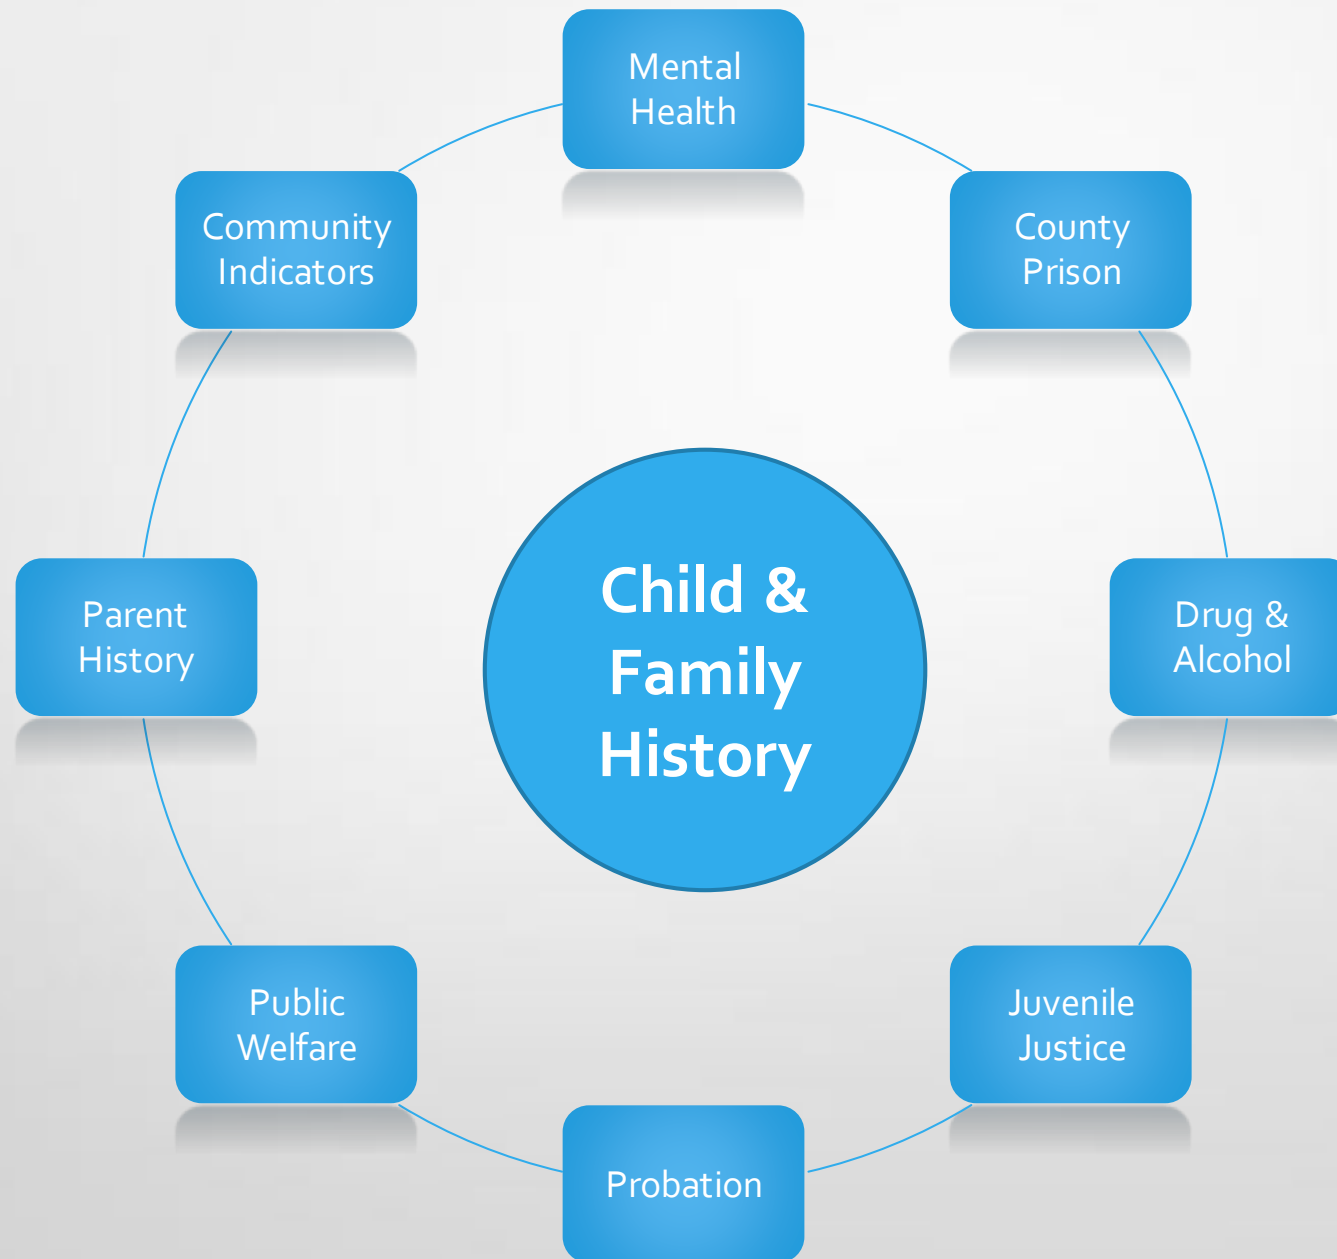 Mental
Health
County
Prison
Drug &
Alcohol
Juvenile
Justice
Probation
Public
Welfare
Parent
History
Community
Indicators
Child &
Family
History